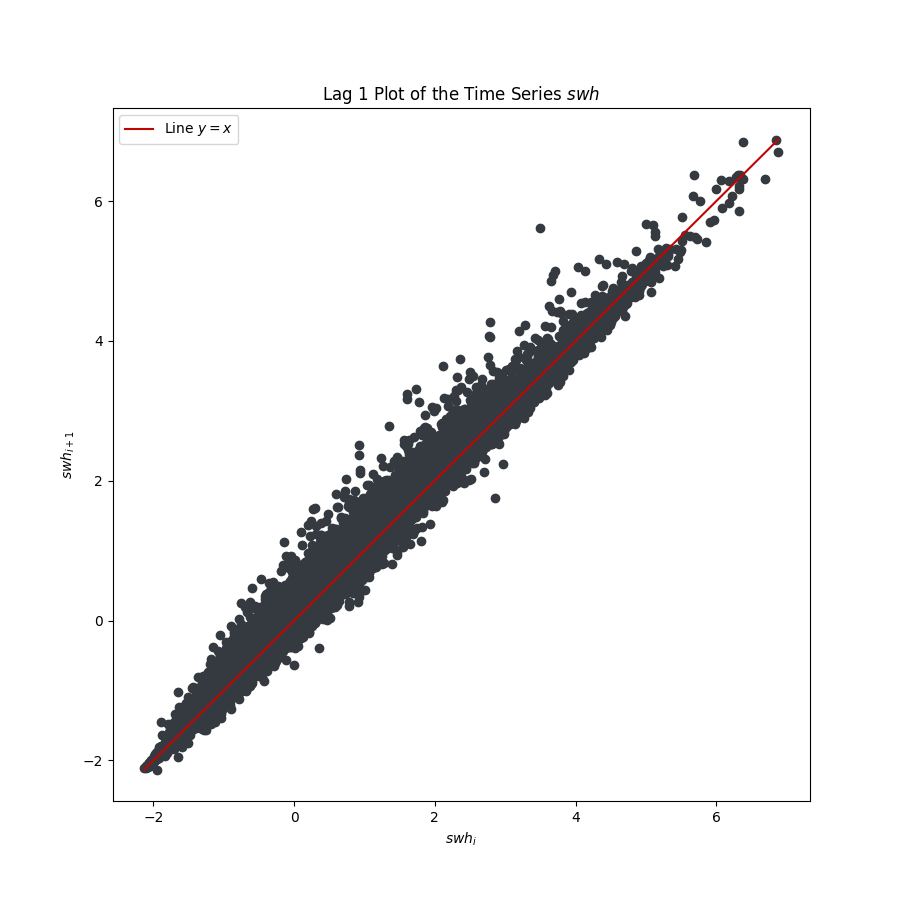 Lag 1 Plot of the Time Series swh
Line y = x
6
4
2
0
−2
swh_{i+1}
−2 0 2 4 6
swh_i